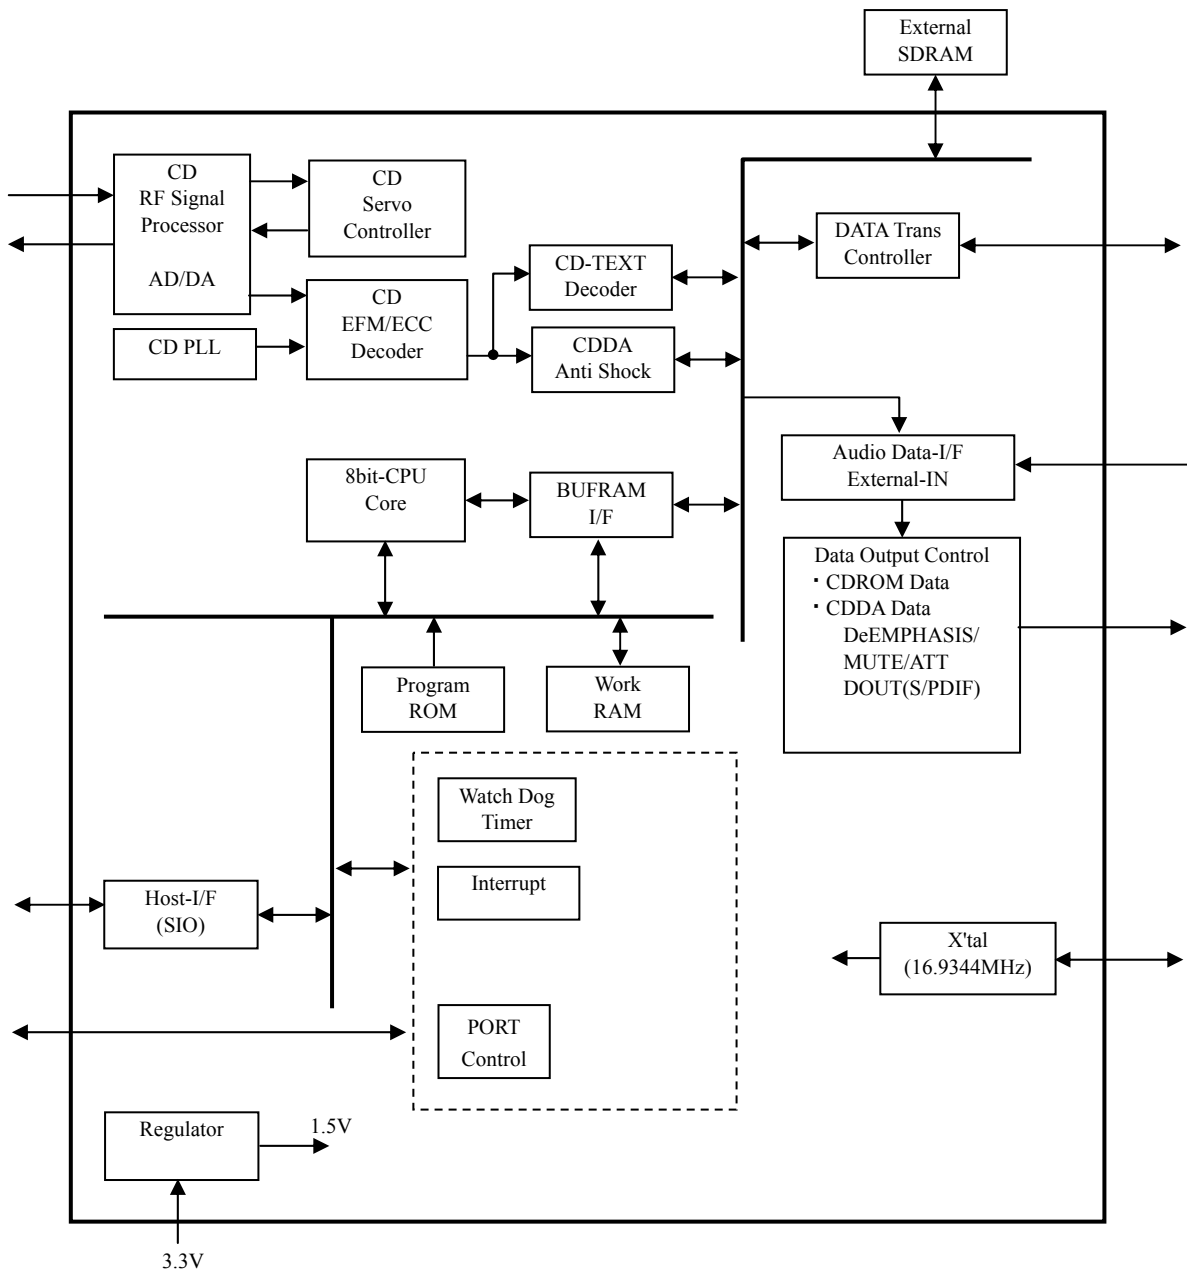 External
SDRAM
CD
RF Signal
Processor
AD/DA
CD
Servo
Controller
DATA Trans
Controller
CD-TEXT
Decoder
CD
EFM/ECC
Decoder
CD PLL
CDDA
Anti Shock
Audio Data-I/F
External-IN
8bit-CPU
Core
BUFRAM
I/F
Data Output Control
・CDROM Data
・CDDA Data
DeEMPHASIS/
MUTE/ATT
DOUT(S/PDIF)
Program
ROM
Work
RAM
Watch Dog
Timer
Interrupt
Host-I/F
(SIO)
X'tal
(16.9344MHz)
PORT
Control
Regulator
1.5V
3.3V